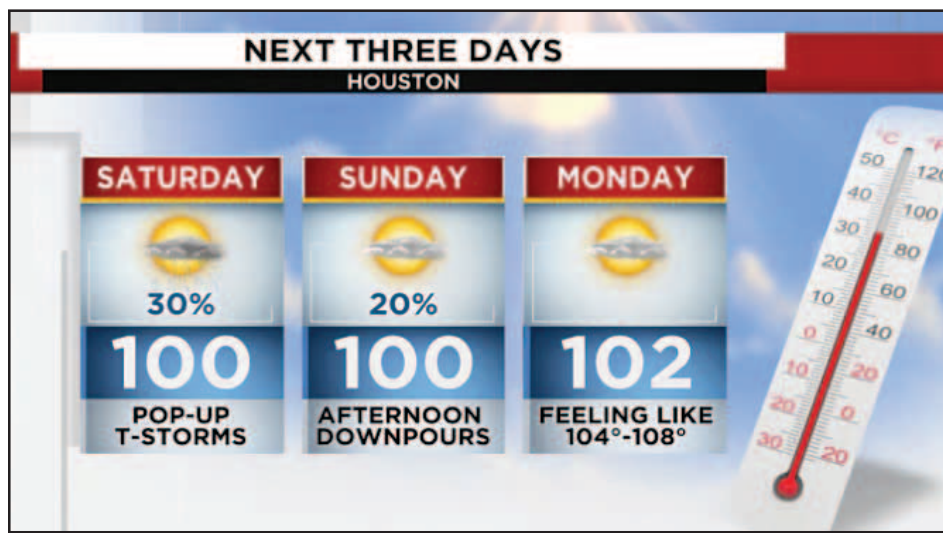 NEXT THREE DAYS
HOUSTON
SATURDAY
30%
100
POP-UP
T-STORMS
SUNDAY
20%
100
AFTERNOON
DOWNPOURS
MONDAY
102
FEELING LIKE
104°-108°
°C °F
50 120
40 100
30 80
20 60
10 40
0 20
10 0
20 20
30